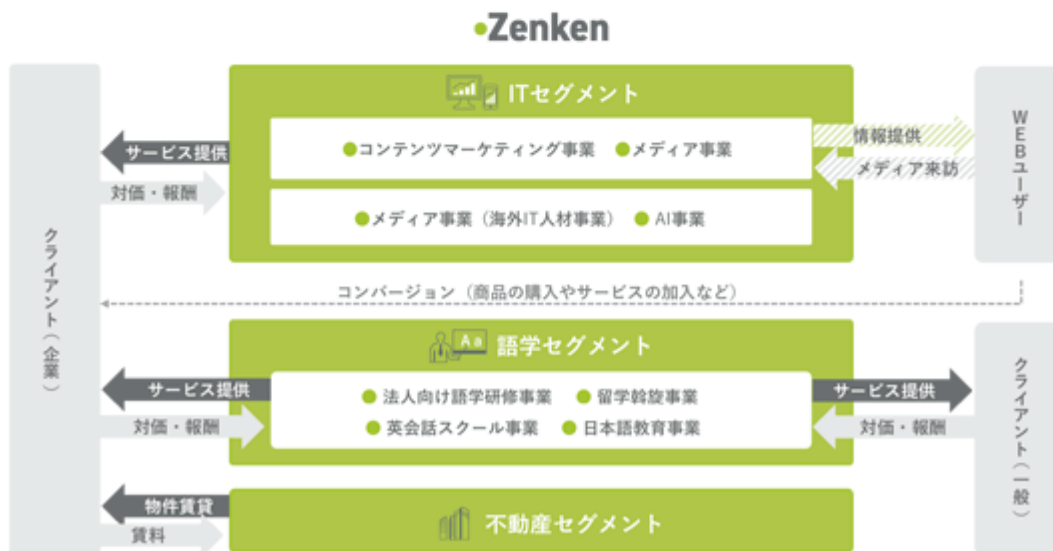 Zenken
ITセグメント
サービス提供
対価・報酬
コンテンツマーケティング事業 メディア事業
メディア事業（海外IT人材事業） AI事業
情報提供
メディア来訪
WEBユーザー
クライアント（企業）
コンバージョン（商品の購入やサービスの加入など）
Aa
語学セグメント
サービス提供
対価・報酬
法人向け語学研修事業 留学斡旋事業
英会話スクール事業 日本語教育事業
サービス提供
対価・報酬
クライアント（一般）
物件賃貸
賃料
不動産セグメント